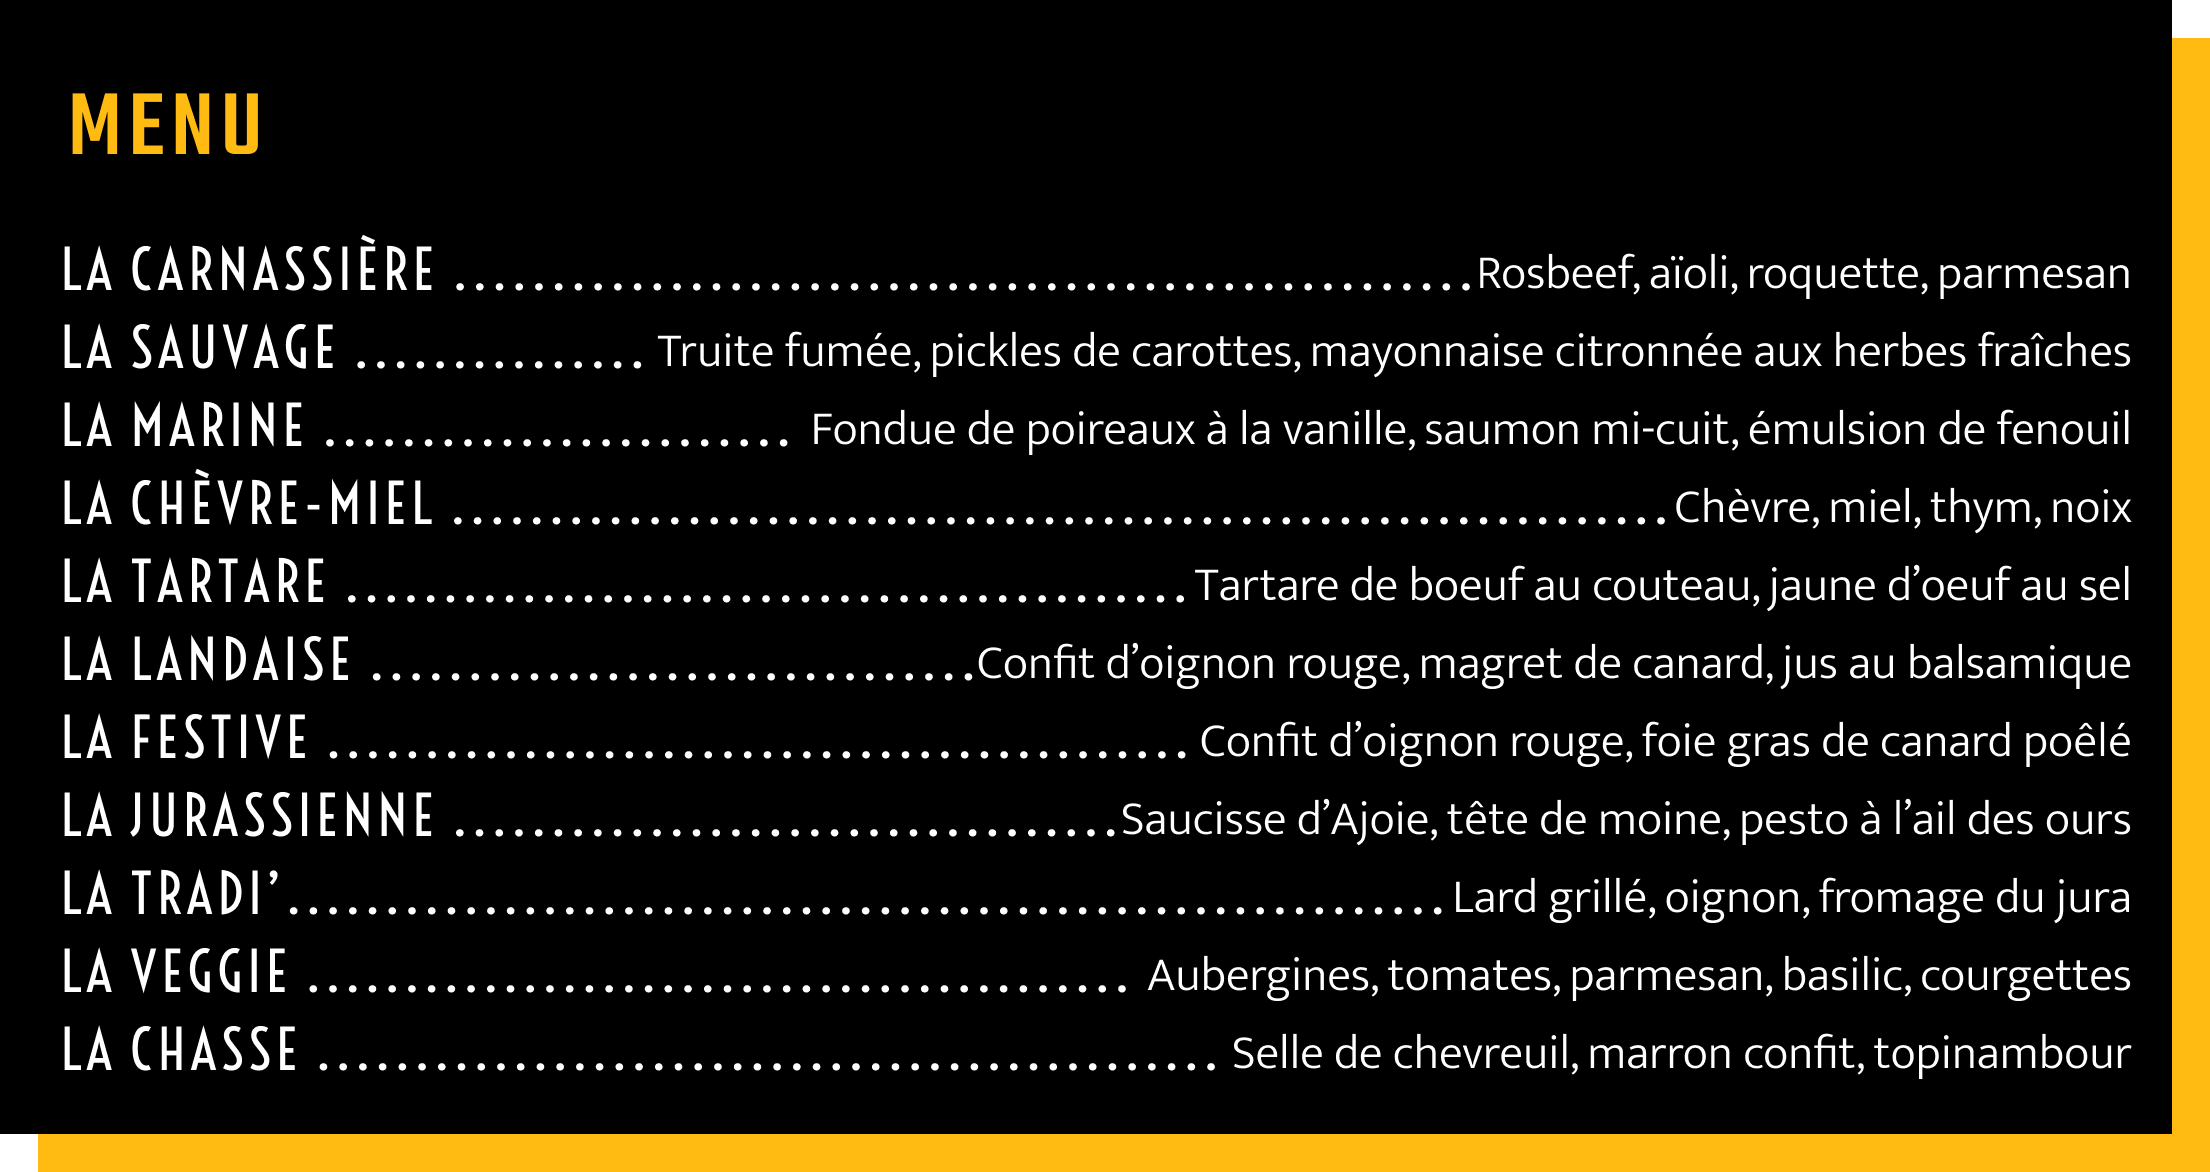 MENU
LA CARNASSIÈRE ....................................................Rosbeef, aïoli, roquette, parmesan
LA SAUVAGE ............... Truite fumée, pickles de carottes, mayonnaise citronnée aux herbes fraîches
LA MARINE ........................ Fondue de poireaux à la vanille, saumon mi-cuit, émulsion de fenouil
LA CHÈVRE-MIEL .............................................................. Chèvre, miel, thym, noix
LA TARTARE ........................................... Tartare de boeuf au couteau, jaune d’oeuf au sel
LA LANDAISE ...............................Confit d’oignon rouge, magret de canard, jus au balsamique
LA FESTIVE ............................................ Confit d’oignon rouge, foie gras de canard poêlé
LA JURASSIENNE ..................................Saucisse d’Ajoie, tête de moine, pesto à l’ail des ours
LA TRADI’........................................................... Lard grillé, oignon, fromage du jura
LA VEGGIE .......................................... Aubergines, tomates, parmesan, basilic, courgettes
LA CHASSE .............................................. Selle de chevreuil, marron confit, topinambour